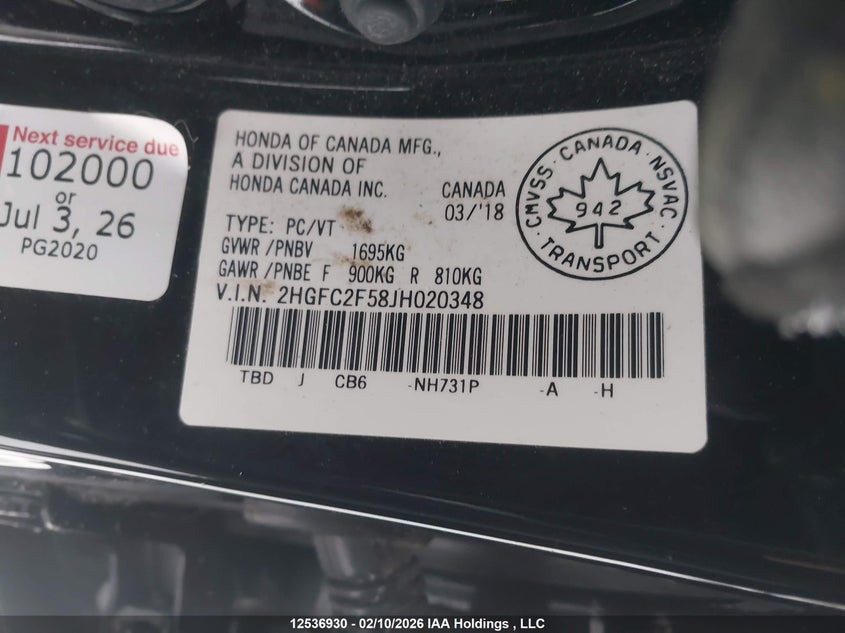 Next service due
102000
or
Jul 3, 26
PG2020
HONDA OF CANADA MFG.,
A DIVISION OF
HONDA CANADA INC.
CANADA
03/'18
TYPE: PC/VT
GVWR /PNBV 1695KG
GAWR /PNBE F 900KG R 810KG
V.I.N. 2HGFC2F58JH020348
TBD J CB6 -NH731P -A -H
CMVSS · CANADA · NSVAC · TRANSPORT ·
942
12536930 - 02/10/2026 IAA Holdings , LLC